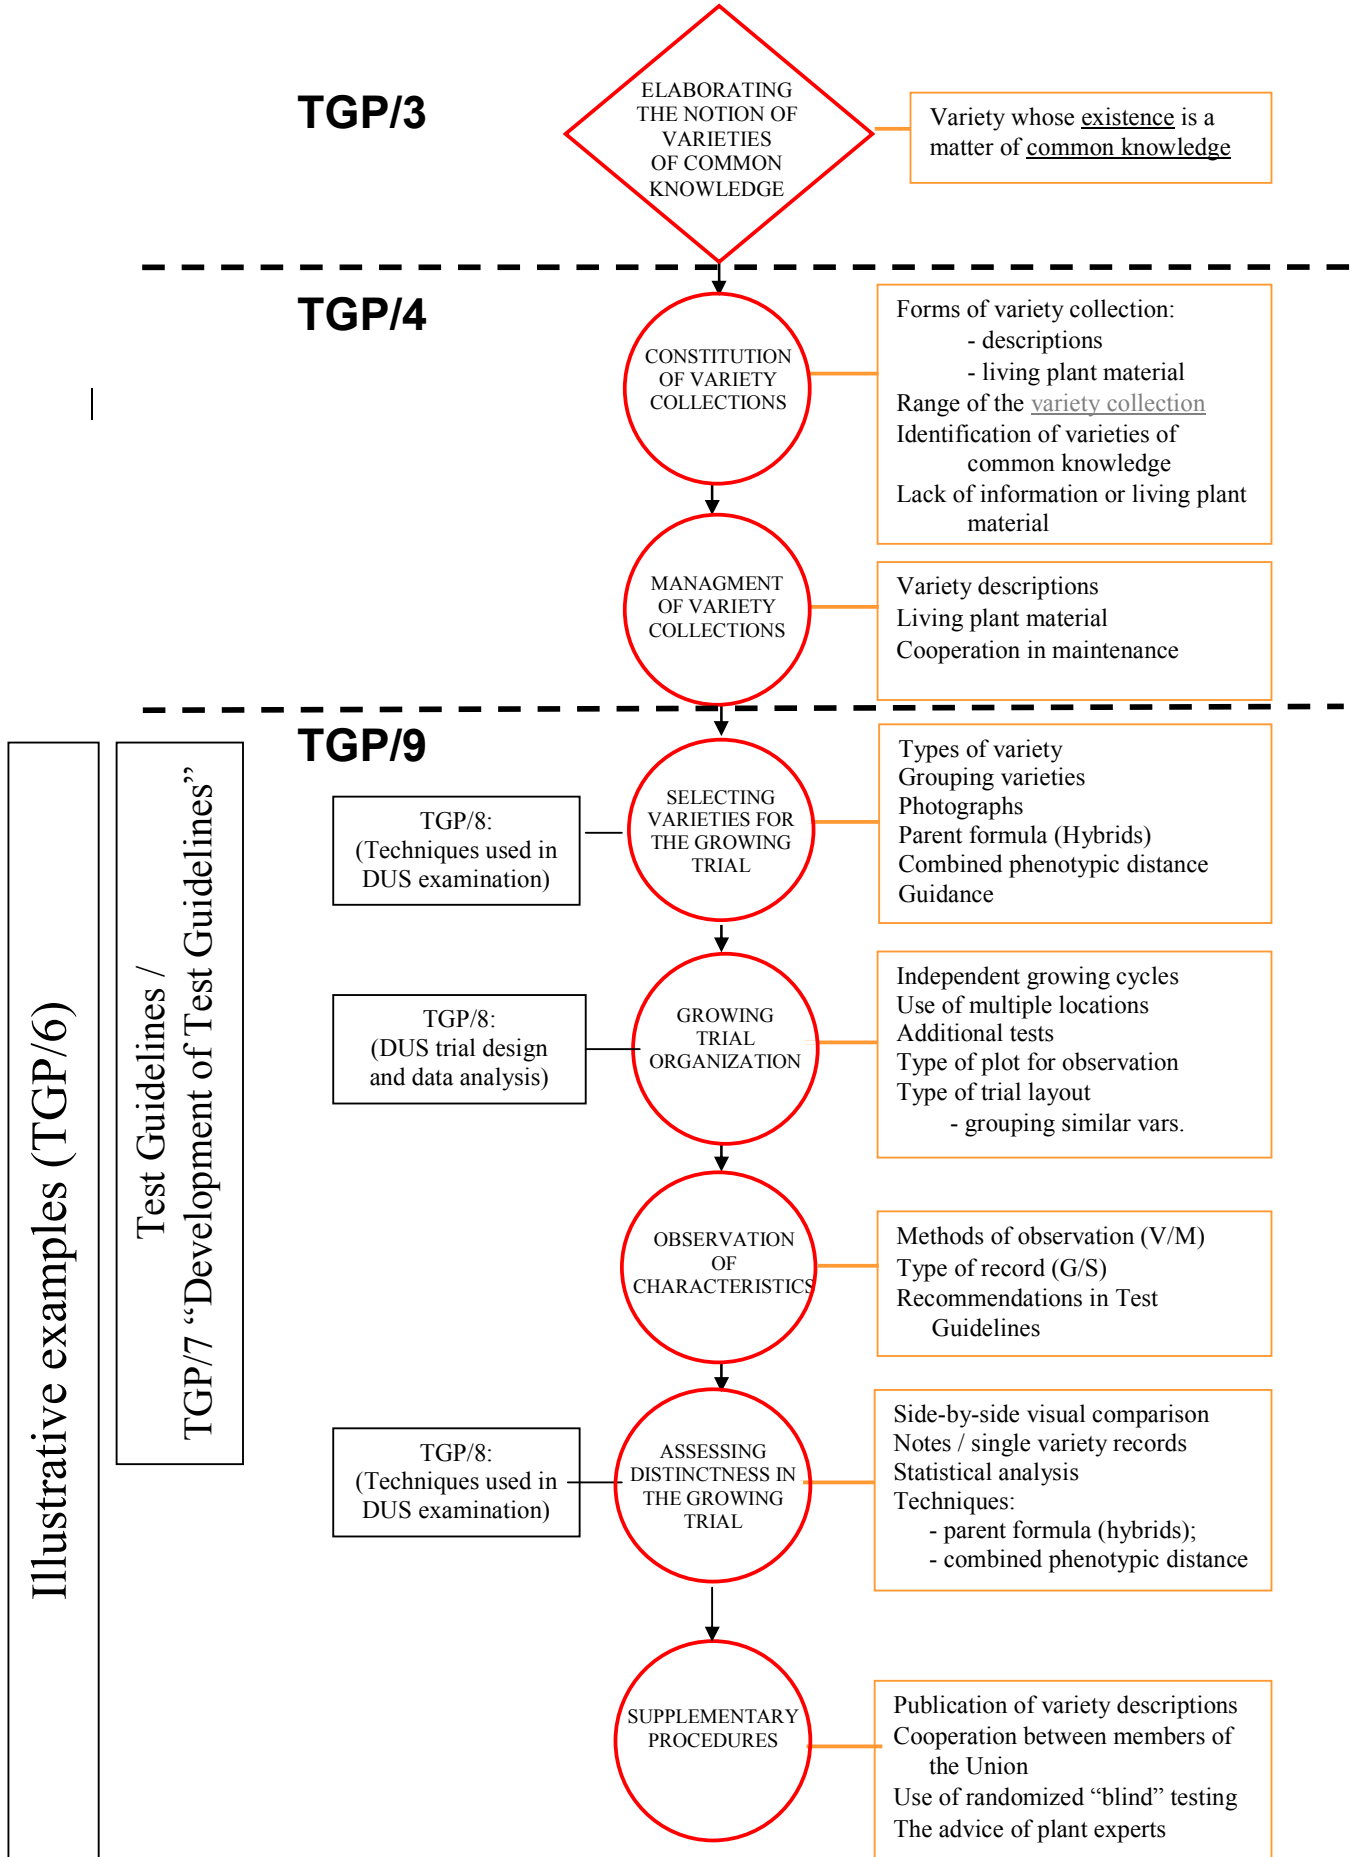 TGP/3
ELABORATING
THE NOTION OF
VARIETIES
OF COMMON
KNOWLEDGE
Variety whose existence is a
matter of common knowledge
TGP/4
CONSTITUTION
OF VARIETY
COLLECTIONS
Forms of variety collection:
- descriptions
- living plant material
Range of the variety collection
Identification of varieties of
common knowledge
Lack of information or living plant
material
MANAGMENT
OF VARIETY
COLLECTIONS
Variety descriptions
Living plant material
Cooperation in maintenance
TGP/9
Illustrative examples (TGP/6)
Test Guidelines /
TGP/7 “Development of Test Guidelines”
TGP/8:
(Techniques used in
DUS examination)
SELECTING
VARIETIES FOR
THE GROWING
TRIAL
Types of variety
Grouping varieties
Photographs
Parent formula (Hybrids)
Combined phenotypic distance
Guidance
TGP/8:
(DUS trial design
and data analysis)
GROWING
TRIAL
ORGANIZATION
Independent growing cycles
Use of multiple locations
Additional tests
Type of plot for observation
Type of trial layout
- grouping similar vars.
OBSERVATION
OF
CHARACTERISTICS
Methods of observation (V/M)
Type of record (G/S)
Recommendations in Test
Guidelines
TGP/8:
(Techniques used in
DUS examination)
ASSESSING
DISTINCTNESS IN
THE GROWING
TRIAL
Side-by-side visual comparison
Notes / single variety records
Statistical analysis
Techniques:
- parent formula (hybrids);
- combined phenotypic distance
SUPPLEMENTARY
PROCEDURES
Publication of variety descriptions
Cooperation between members of
the Union
Use of randomized “blind” testing
The advice of plant experts